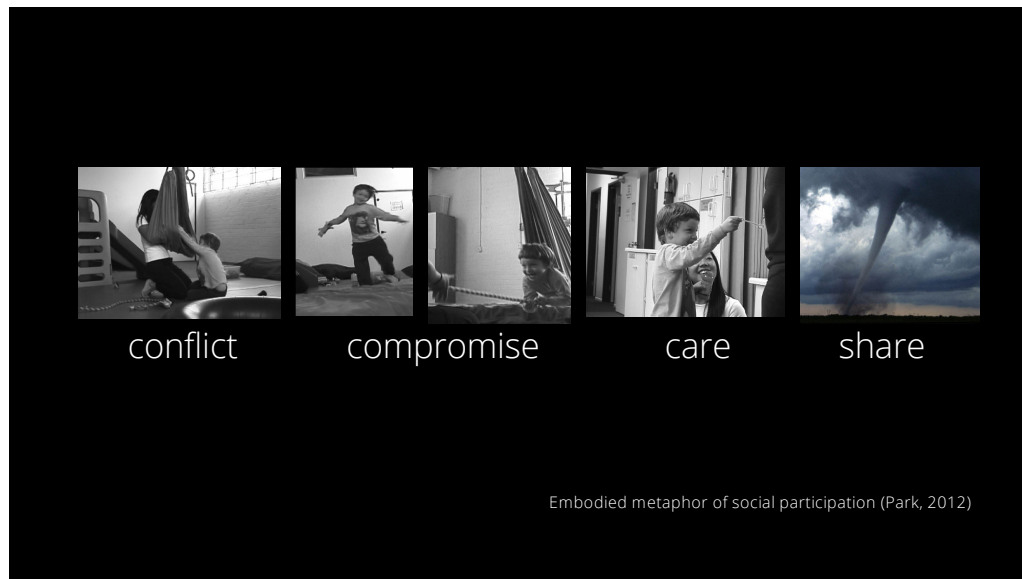 conflict
compromise
care
share
Embodied metaphor of social participation (Park, 2012)